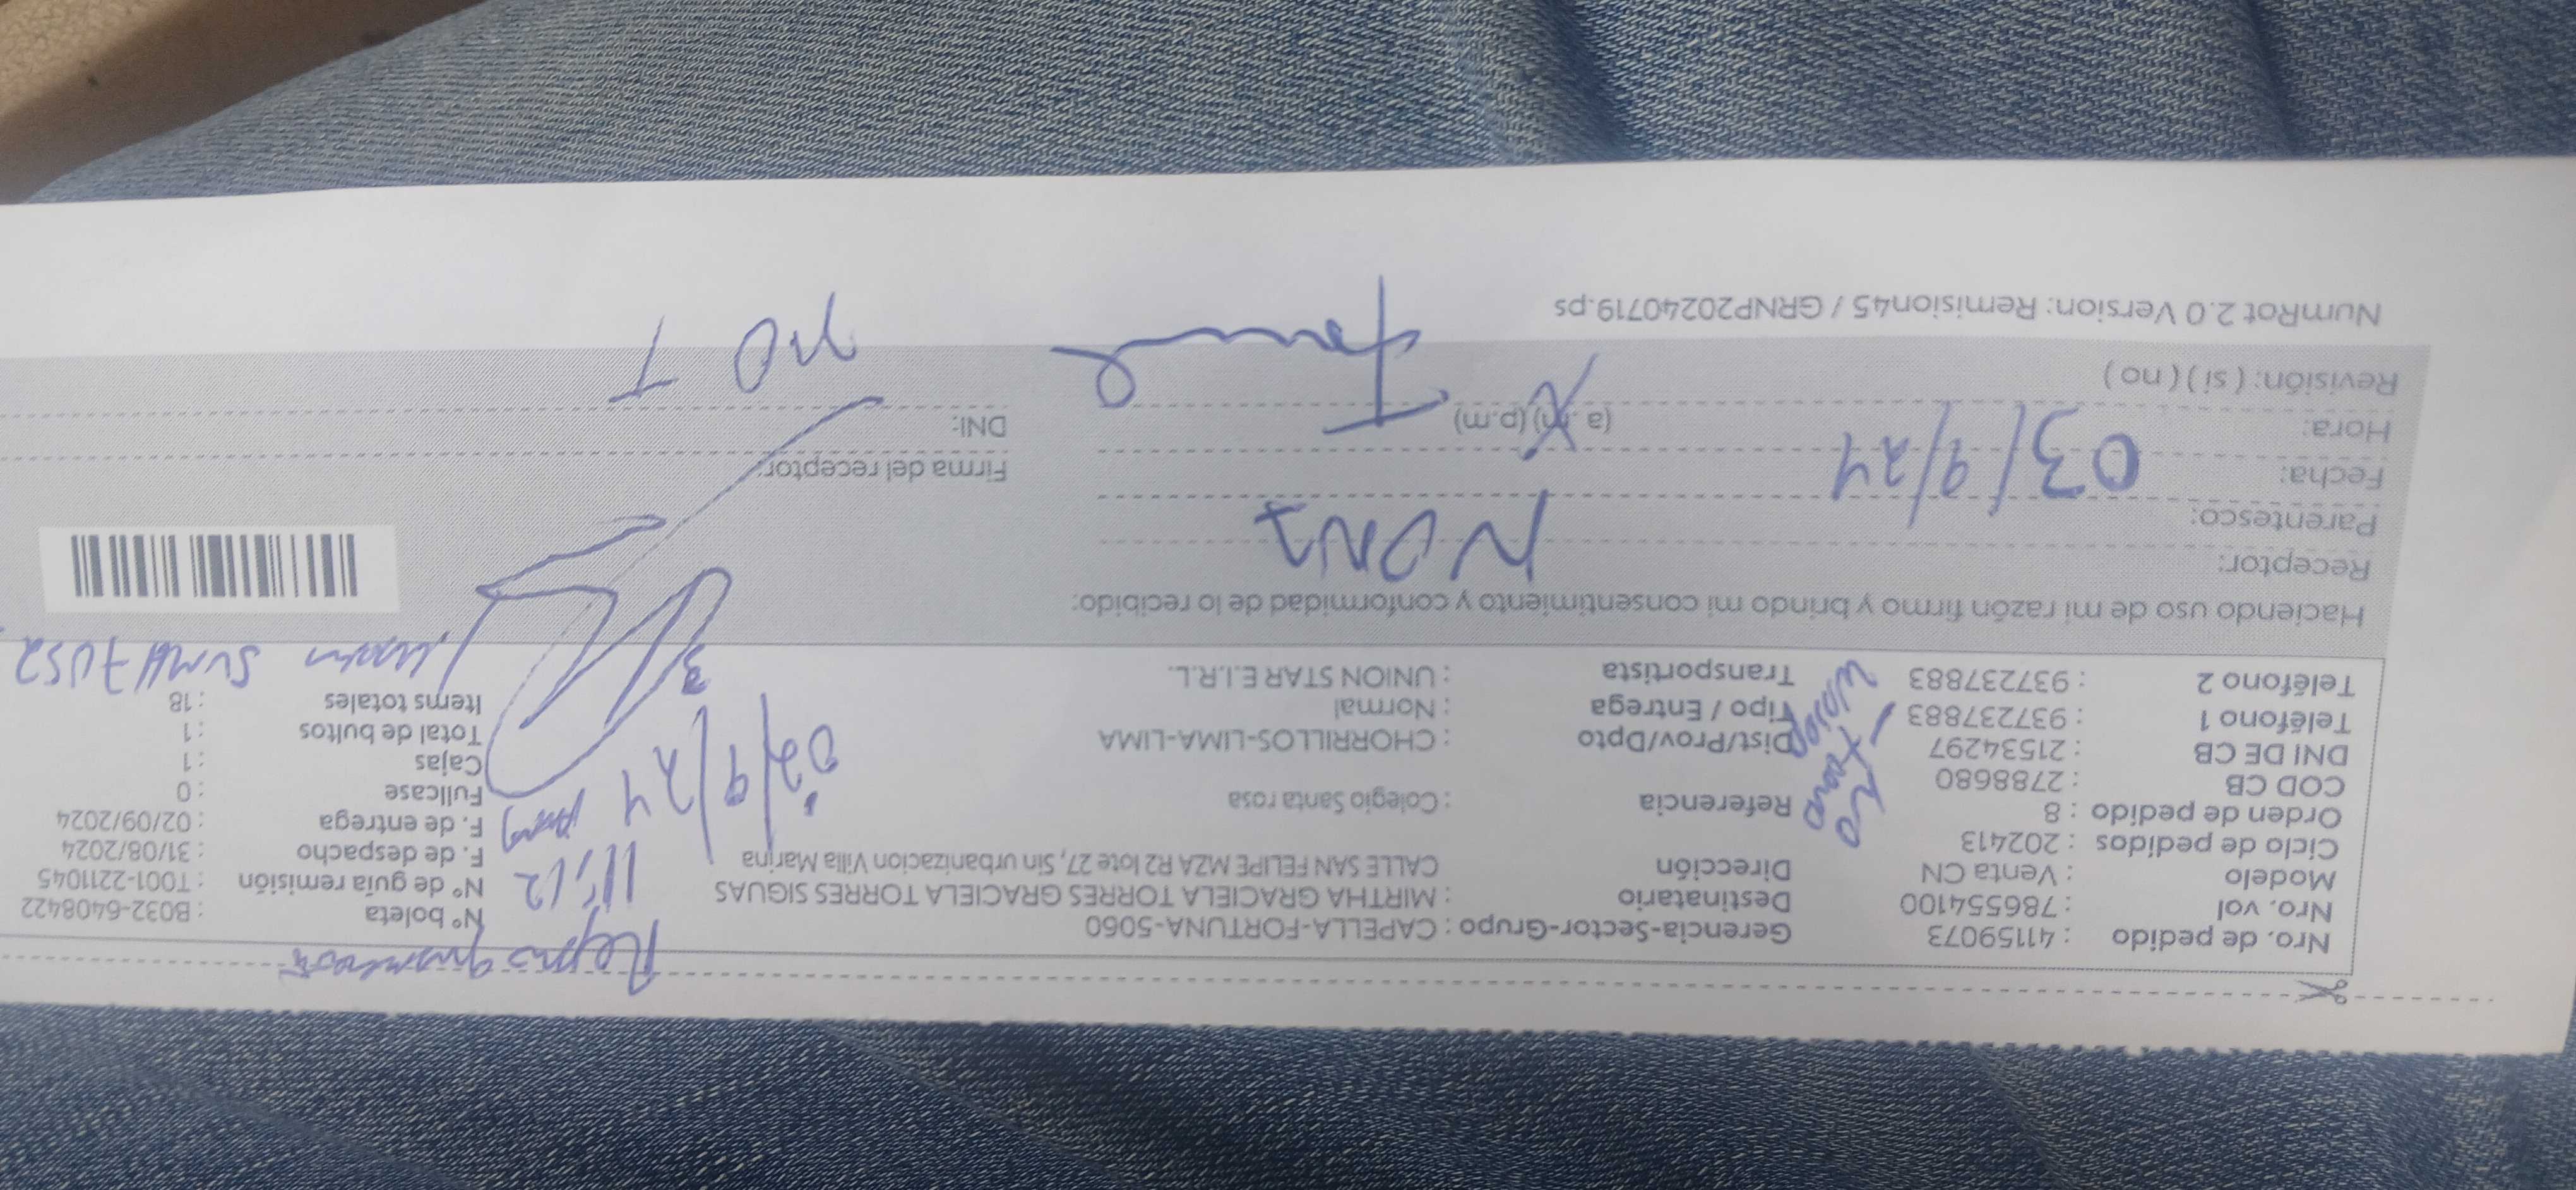 Nro. de pedido : 41159073 Gerencia-Sector-Grupo : CAPELLA-FORTUNA-5060 N° boleta : B032-6408422
Nro. vol : 786554100 Destinatario : MIRTHA GRACIELA TORRES GRACIELA TORRES SIGUAS N° de guía remisión : T001-2211045
Modelo : Venta CN Dirección CALLE SAN FELIPE MZA R2 lote 27, Sin urbanizacion Villa Marina F. de despacho : 31/08/2024
Ciclo de pedidos : 202413 F. de entrega : 02/09/2024
Orden de pedido : 8 Referencia : Colegio Santa rosa Fullcase : 0
COD CB : 2788680 Cajas : 1
DNI DE CB : 21534297 Dist/Prov/Dpto : CHORRILLOS-LIMA-LIMA Total de bultos : 1
Teléfono 1 : 937237883 Tipo / Entrega : Normal Items totales : 18
Teléfono 2 : 937237883 Transportista : UNION STAR E.I.R.L.
11:12
02/9/24
3
Haciendo uso de mi razón firmo y brindo mi consentimiento y conformidad de lo recibido:
Receptor:
Parentesco:
Fecha: 03/9/24 Firma del receptor:
Hora: (a.m) (p.m) DNI:
Revisión: ( si ) ( no )
NumRot 2.0 Version: Remision45 / GRNP20240719.ps